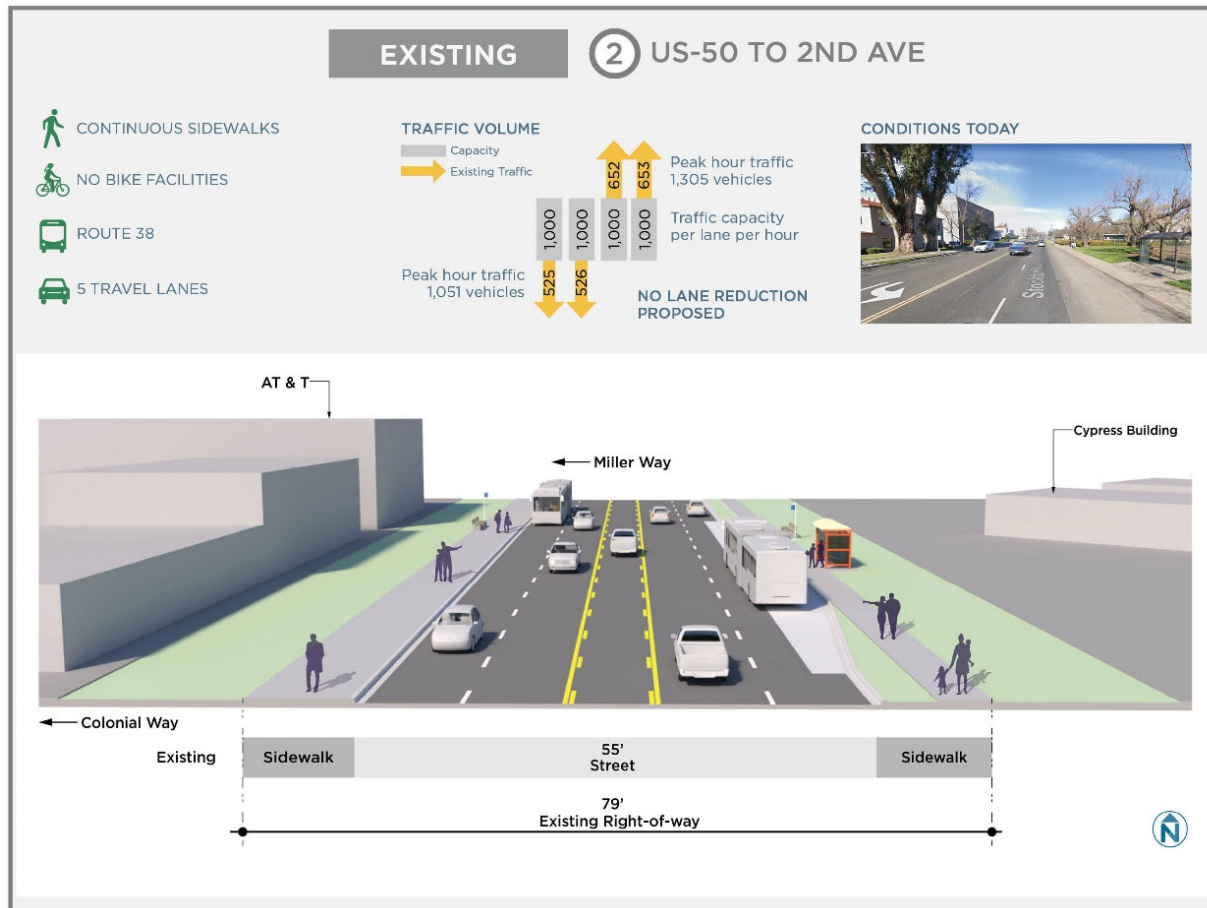 EXISTING
2 US-50 TO 2ND AVE
CONTINUOUS SIDEWALKS
NO BIKE FACILITIES
ROUTE 38
5 TRAVEL LANES
TRAFFIC VOLUME
Capacity
Existing Traffic
652
653
Peak hour traffic
1,305 vehicles
1,000
1,000
1,000
1,000
Traffic capacity
per lane per hour
Peak hour traffic
1,051 vehicles
525
526
NO LANE REDUCTION
PROPOSED
CONDITIONS TODAY
AT & T
Miller Way
Cypress Building
Colonial Way
Existing
Sidewalk
55'
Street
Sidewalk
79'
Existing Right-of-way
N